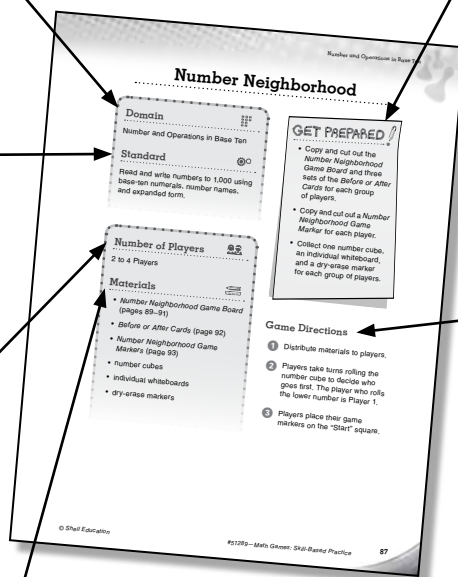 Number and Operations in Base Ten
Number Neighborhood
Domain
Number and Operations in Base Ten
Standard
Read and write numbers to 1,000 using
base-ten numerals, number names,
and expanded form.
Number of Players
2 to 4 Players
Materials
• Number Neighborhood Game Board
(pages 89–91)
• Before or After Cards (page 92)
• Number Neighborhood Game
Markers (page 93)
• number cubes
• individual whiteboards
• dry-erase markers
GET PREPARED!
• Copy and cut out the
Number Neighborhood
Game Board and three
sets of the Before or After
Cards for each group
of players.
• Copy and cut out a Number
Neighborhood Game
Marker for each player.
• Collect one number cube,
an individual whiteboard,
and a dry-erase marker
for each group of players.
Game Directions
1 Distribute materials to players.
2 Players take turns rolling the
number cube to decide who
goes first. The player who rolls
the lower number is Player 1.
3 Players place their game
markers on the “Start” square.
© Shell Education
#51289—Math Games: Skill-Based Practice
87